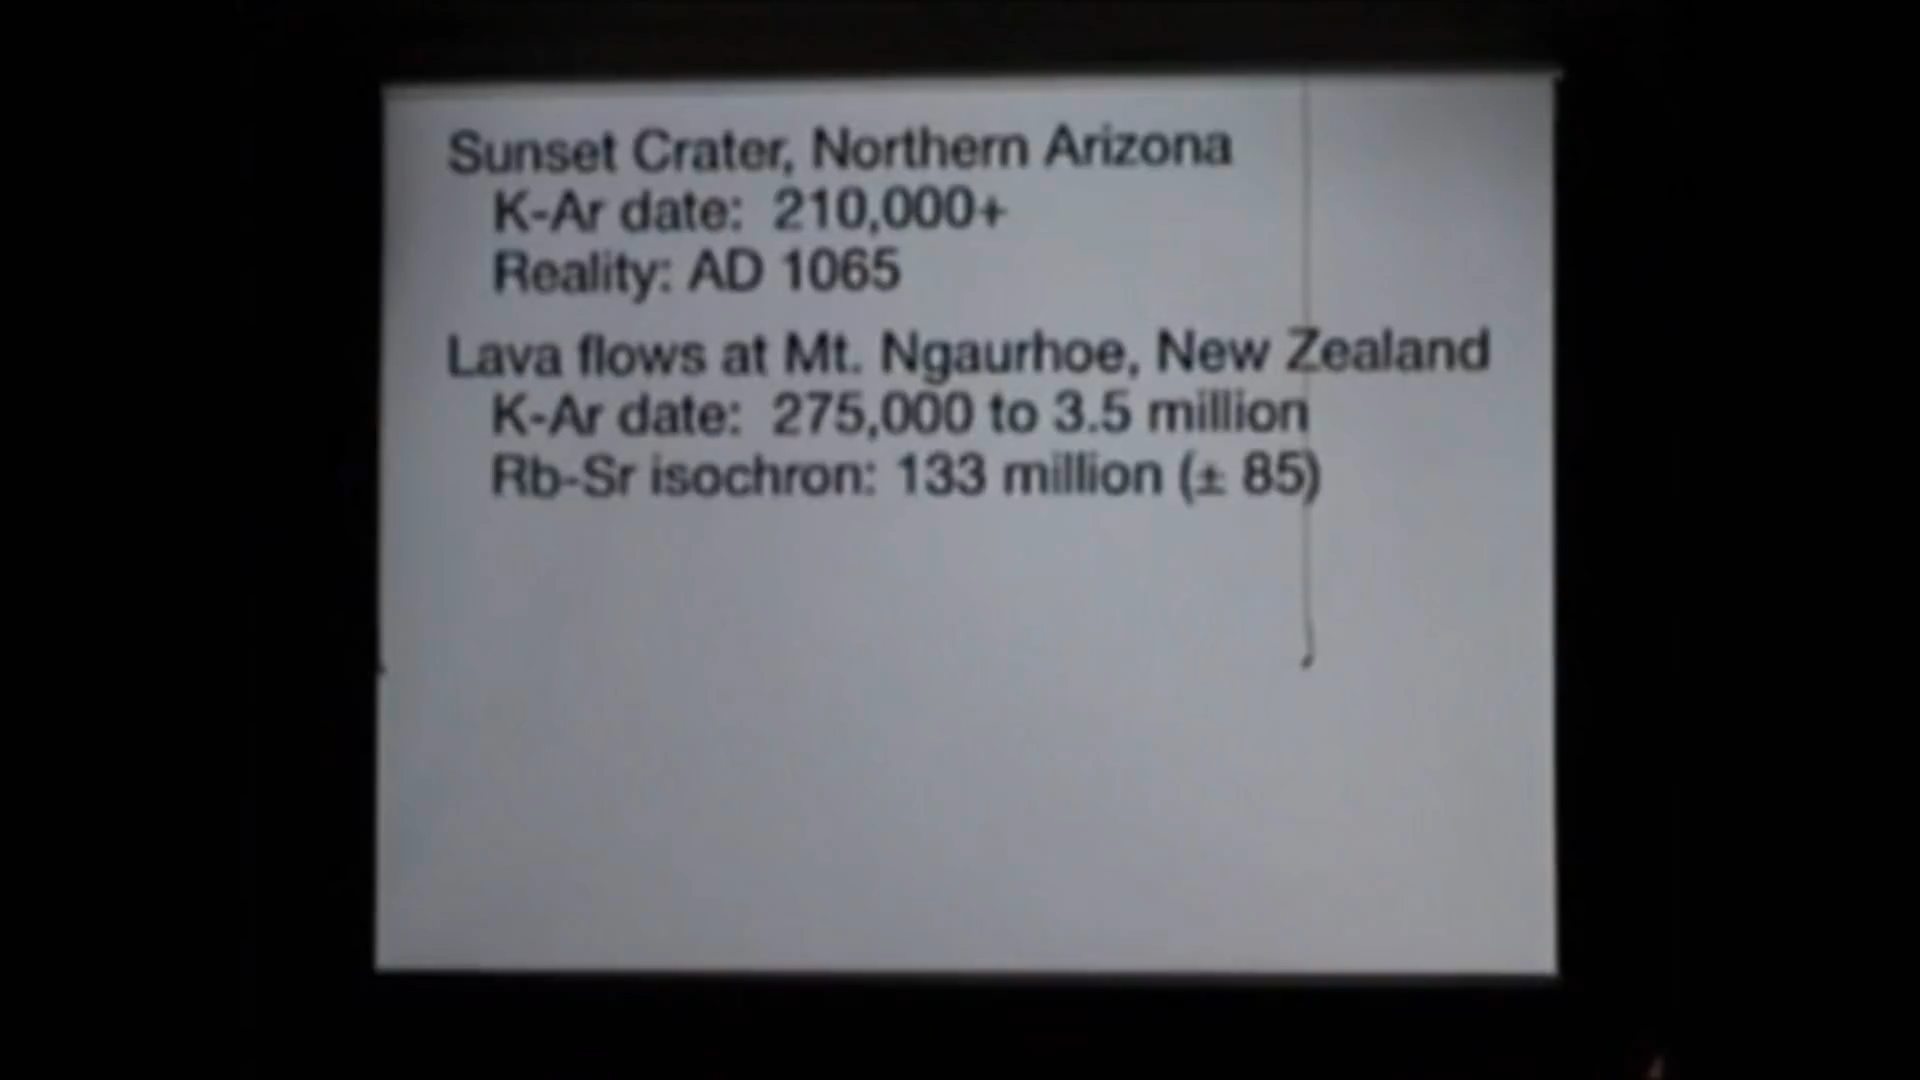 Sunset Crater, Northern Arizona
K-Ar date: 210,000+
Reality: AD 1065
Lava flows at Mt. Ngaurhoe, New Zealand
K-Ar date: 275,000 to 3.5 million
Rb-Sr isochron: 133 million (± 85)